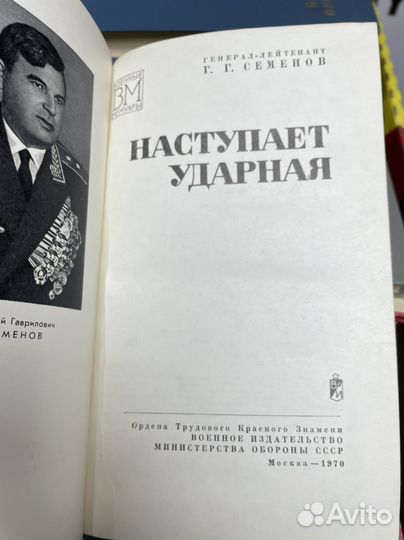 й Гаврилович
МЕНОВ
ГЕНЕРАЛ-ЛЕЙТЕНАНТ
Г. Г. СЕМЕНОВ
ВОЕННЫЕ
ВМ
МЕМУАРЫ
НАСТУПАЕТ
УДАРНАЯ
Ордена Трудового Красного Знамени
ВОЕННОЕ ИЗДАТЕЛЬСТВО
МИНИСТЕРСТВА ОБОРОНЫ СССР
Москва — 1970
Avito